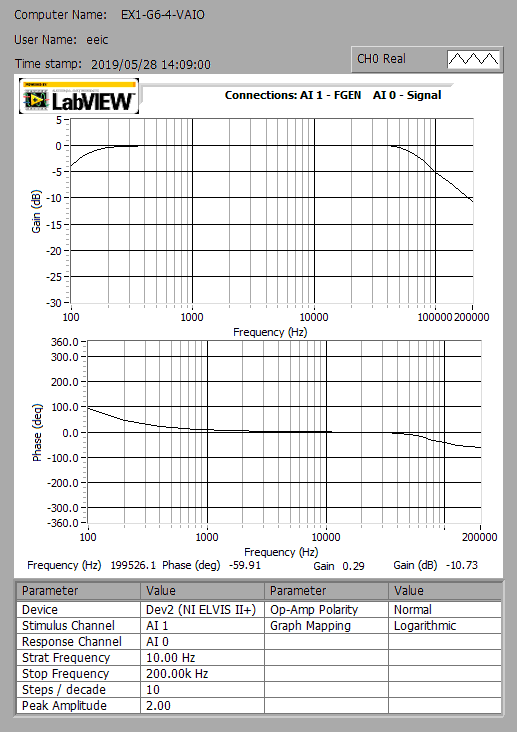 Computer Name: EX1-G6-4-VAIO
User Name: eeic
Time stamp: 2019/05/28 14:09:00
CH0 Real
LabVIEW
Connections: AI 1 - FGEN AI 0 - Signal
5
0
-5
-10
-15
-20
-25
-30
Gain (dB)
100 1000 10000 100000 200000
Frequency (Hz)
360.0
300.0
200.0
100.0
0.0
-100.0
-200.0
-300.0
-360.0
Phase (deg)
100 1000 10000 200000
Frequency (Hz)
Frequency (Hz) 199526.1 Phase (deg) -59.91 Gain 0.29 Gain (dB) -10.73
Parameter Value Parameter Value
Device Dev2 (NI ELVIS II+) Op-Amp Polarity Normal
Stimulus Channel AI 1 Graph Mapping Logarithmic
Response Channel AI 0
Strat Frequency 10.00 Hz
Stop Frequency 200.00k Hz
Steps / decade 10
Peak Amplitude 2.00